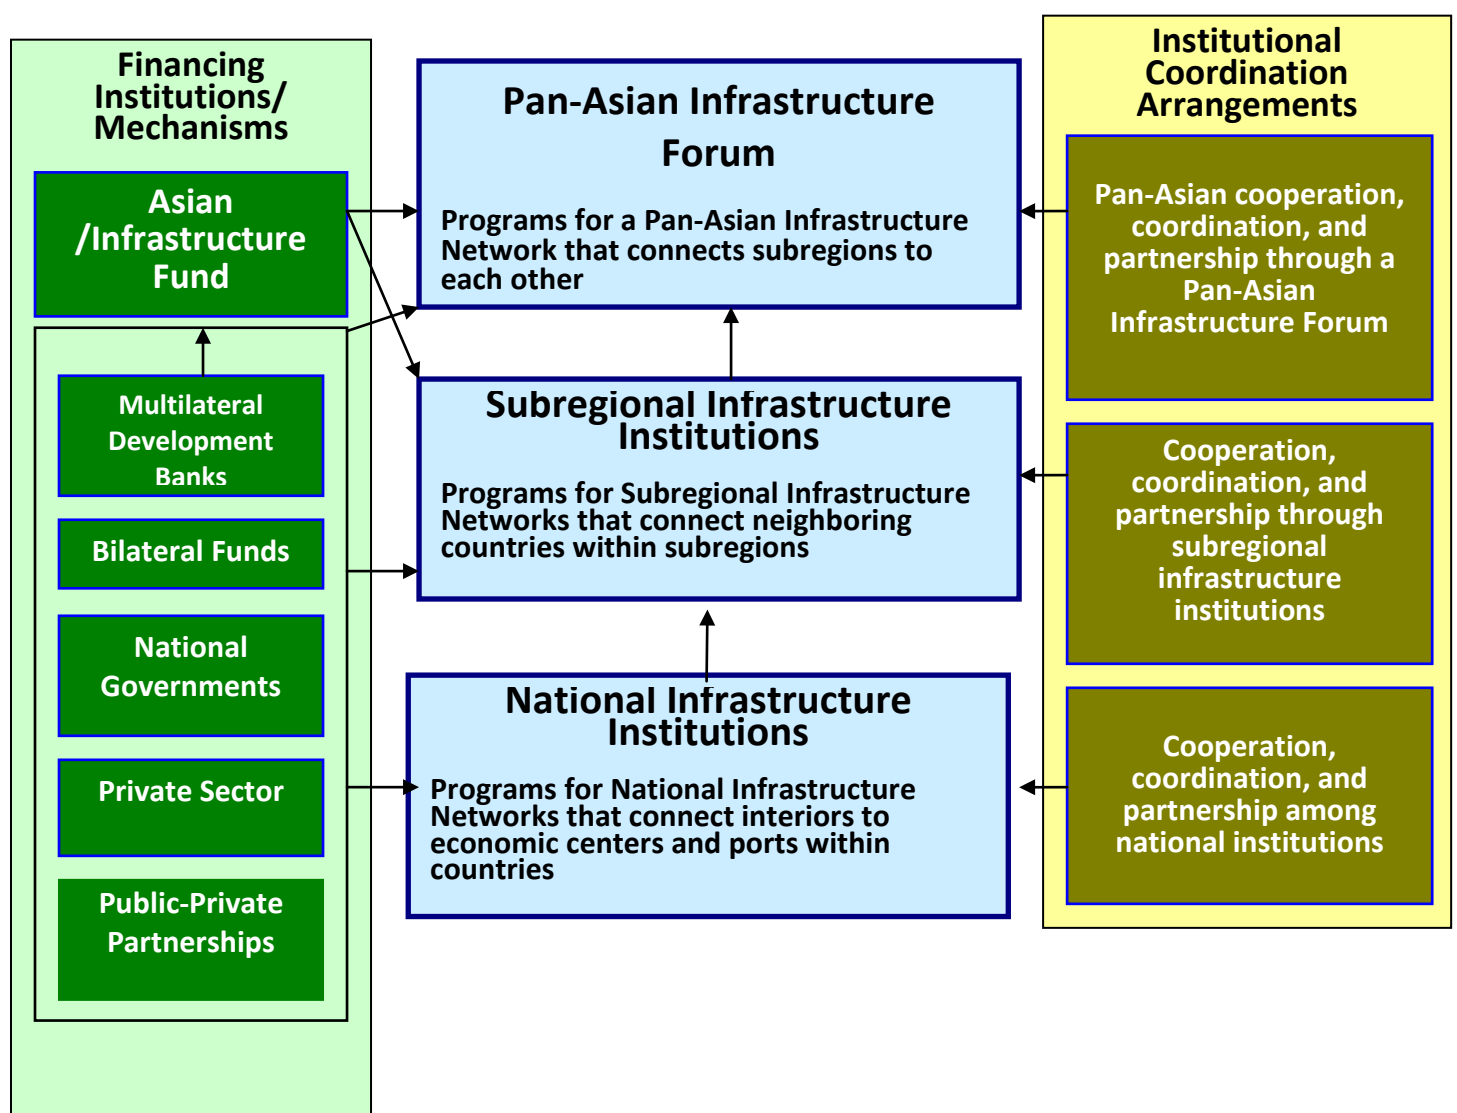 Financing
Institutions/
Mechanisms
Asian
/Infrastructure
Fund
Multilateral
Development
Banks
Bilateral Funds
National
Governments
Private Sector
Public-Private
Partnerships
Pan-Asian Infrastructure
Forum
Programs for a Pan-Asian Infrastructure
Network that connects subregions to
each other
Subregional Infrastructure
Institutions
Programs for Subregional Infrastructure
Networks that connect neighboring
countries within subregions
National Infrastructure
Institutions
Programs for National Infrastructure
Networks that connect interiors to
economic centers and ports within
countries
Institutional
Coordination
Arrangements
Pan-Asian cooperation,
coordination, and
partnership through a
Pan-Asian
Infrastructure Forum
Cooperation,
coordination, and
partnership through
subregional
infrastructure
institutions
Cooperation,
coordination, and
partnership among
national institutions